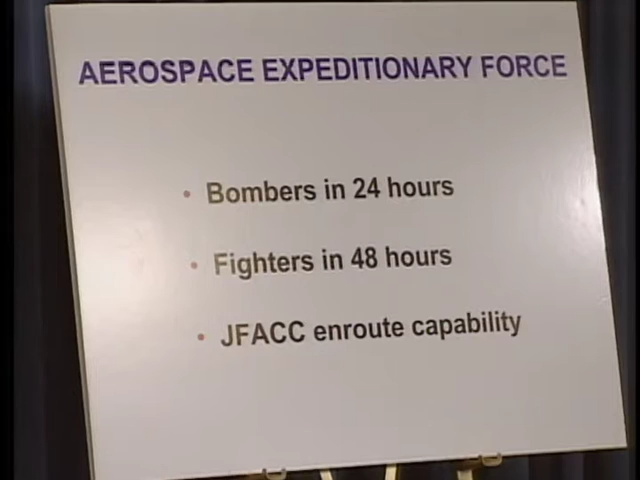 AEROSPACE EXPEDITIONARY FORCE
• Bombers in 24 hours
• Fighters in 48 hours
• JFACC enroute capability